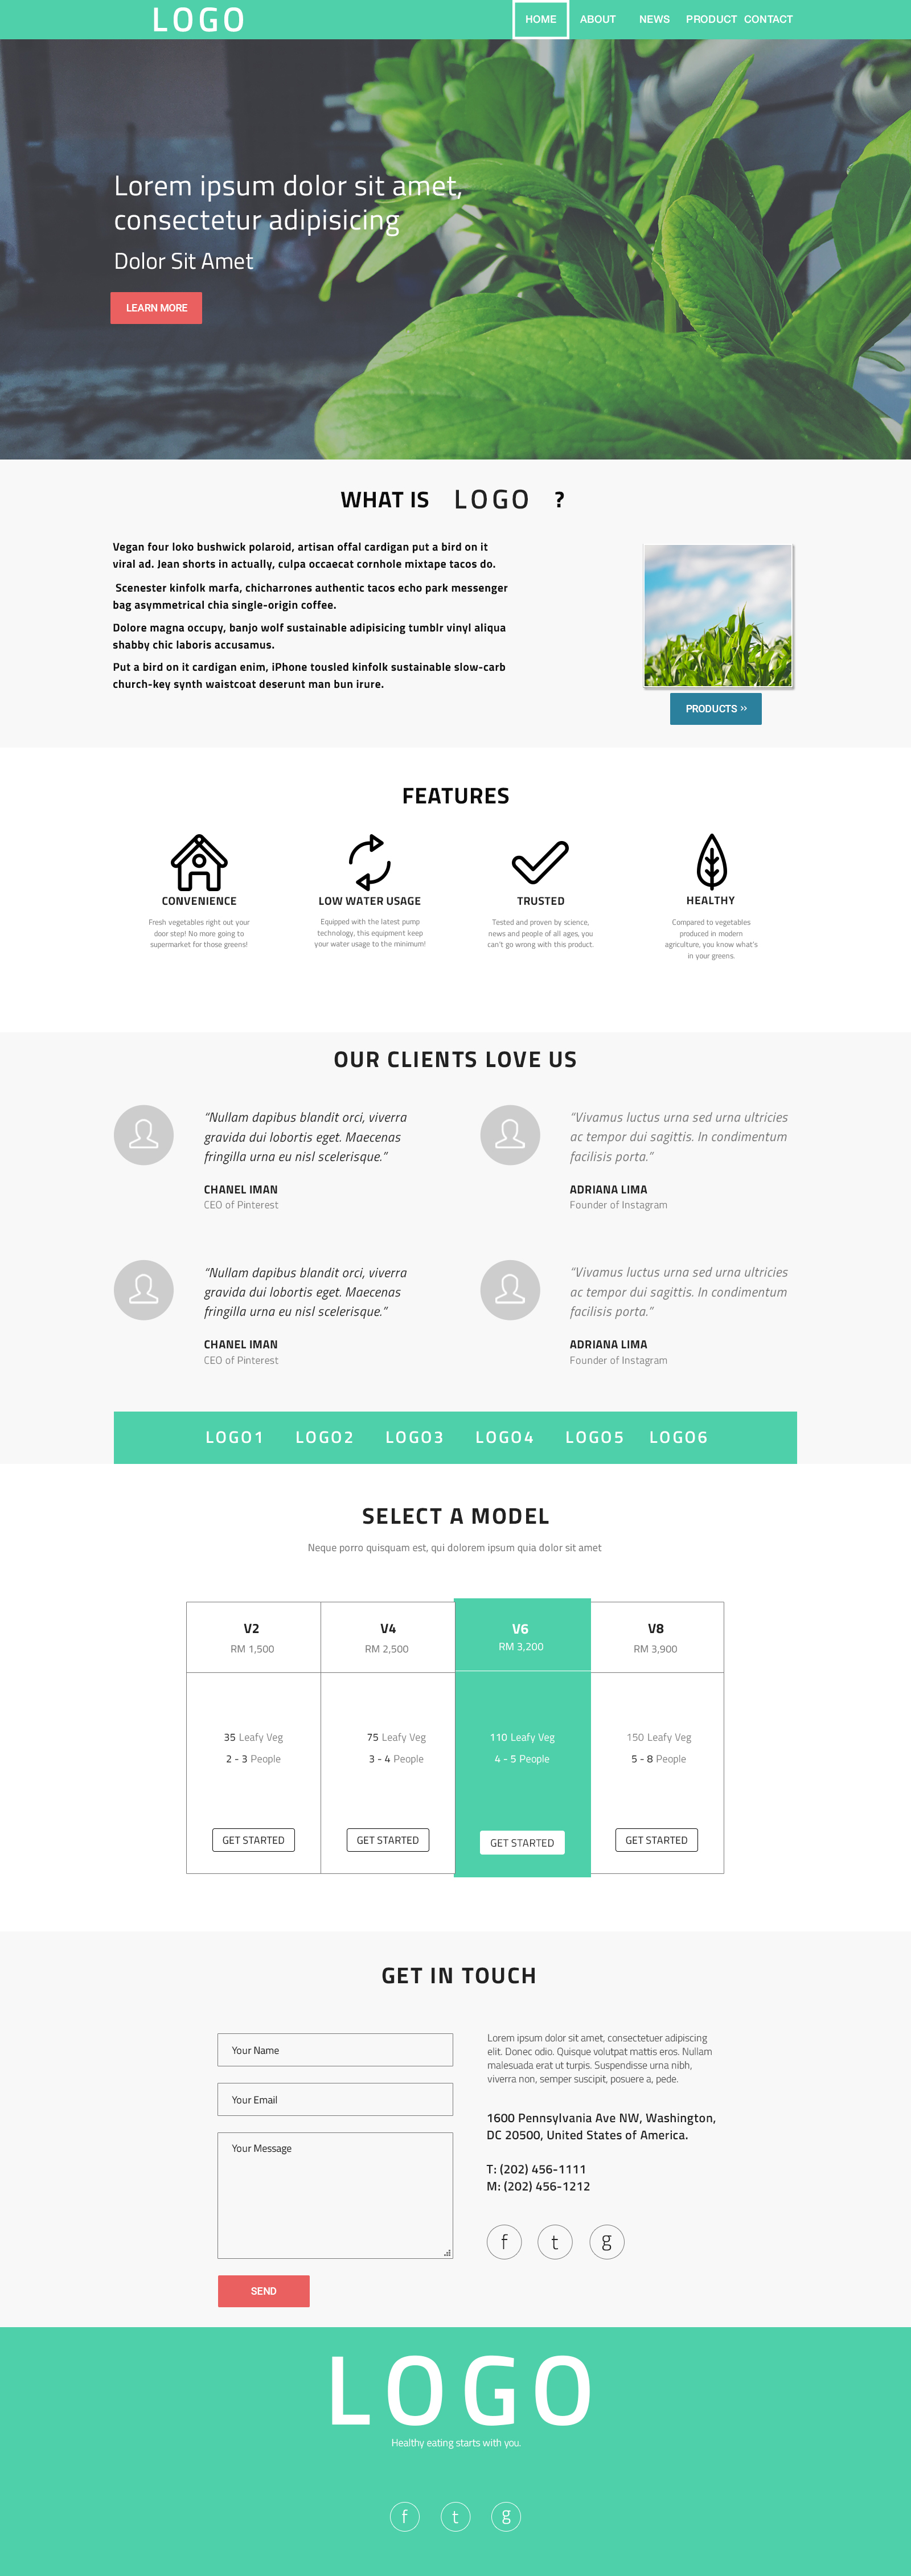 LOGO
HOME ABOUT NEWS PRODUCT CONTACT
Lorem ipsum dolor sit amet,
consectetur adipisicing
Dolor Sit Amet
LEARN MORE
WHAT IS LOGO ?
Vegan four loko bushwick polaroid, artisan offal cardigan put a bird on it
viral ad. Jean shorts in actually, culpa occaecat cornhole mixtape tacos do.
Scenester kinfolk marfa, chicharrones authentic tacos echo park messenger
bag asymmetrical chia single-origin coffee.
Dolore magna occupy, banjo wolf sustainable adipisicing tumblr vinyl aliqua
shabby chic laboris accusamus.
Put a bird on it cardigan enim, iPhone tousled kinfolk sustainable slow-carb
church-key synth waistcoat deserunt man bun irure.
PRODUCTS ››
FEATURES
CONVENIENCE
Fresh vegetables right out your
door step! No more going to
supermarket for those greens!
LOW WATER USAGE
Equipped with the latest pump
technology, this equipment keep
your water usage to the minimum!
TRUSTED
Tested and proven by science,
news and people of all ages, you
can't go wrong with this product.
HEALTHY
Compared to vegetables
produced in modern
agriculture, you know what's
in your greens.
OUR CLIENTS LOVE US
“Nullam dapibus blandit orci, viverra
gravida dui lobortis eget. Maecenas
fringilla urna eu nisl scelerisque.”
CHANEL IMAN
CEO of Pinterest
“Vivamus luctus urna sed urna ultricies
ac tempor dui sagittis. In condimentum
facilisis porta.”
ADRIANA LIMA
Founder of Instagram
“Nullam dapibus blandit orci, viverra
gravida dui lobortis eget. Maecenas
fringilla urna eu nisl scelerisque.”
CHANEL IMAN
CEO of Pinterest
“Vivamus luctus urna sed urna ultricies
ac tempor dui sagittis. In condimentum
facilisis porta.”
ADRIANA LIMA
Founder of Instagram
LOGO1 LOGO2 LOGO3 LOGO4 LOGO5 LOGO6
SELECT A MODEL
Neque porro quisquam est, qui dolorem ipsum quia dolor sit amet
V2
RM 1,500
35 Leafy Veg
2 - 3 People
GET STARTED
V4
RM 2,500
75 Leafy Veg
3 - 4 People
GET STARTED
V6
RM 3,200
110 Leafy Veg
4 - 5 People
GET STARTED
V8
RM 3,900
150 Leafy Veg
5 - 8 People
GET STARTED
GET IN TOUCH
Your Name
Your Email
Your Message
SEND
Lorem ipsum dolor sit amet, consectetuer adipiscing
elit. Donec odio. Quisque volutpat mattis eros. Nullam
malesuada erat ut turpis. Suspendisse urna nibh,
viverra non, semper suscipit, posuere a, pede.
1600 Pennsylvania Ave NW, Washington,
DC 20500, United States of America.
T: (202) 456-1111
M: (202) 456-1212
f t g
LOGO
Healthy eating starts with you.
f t g